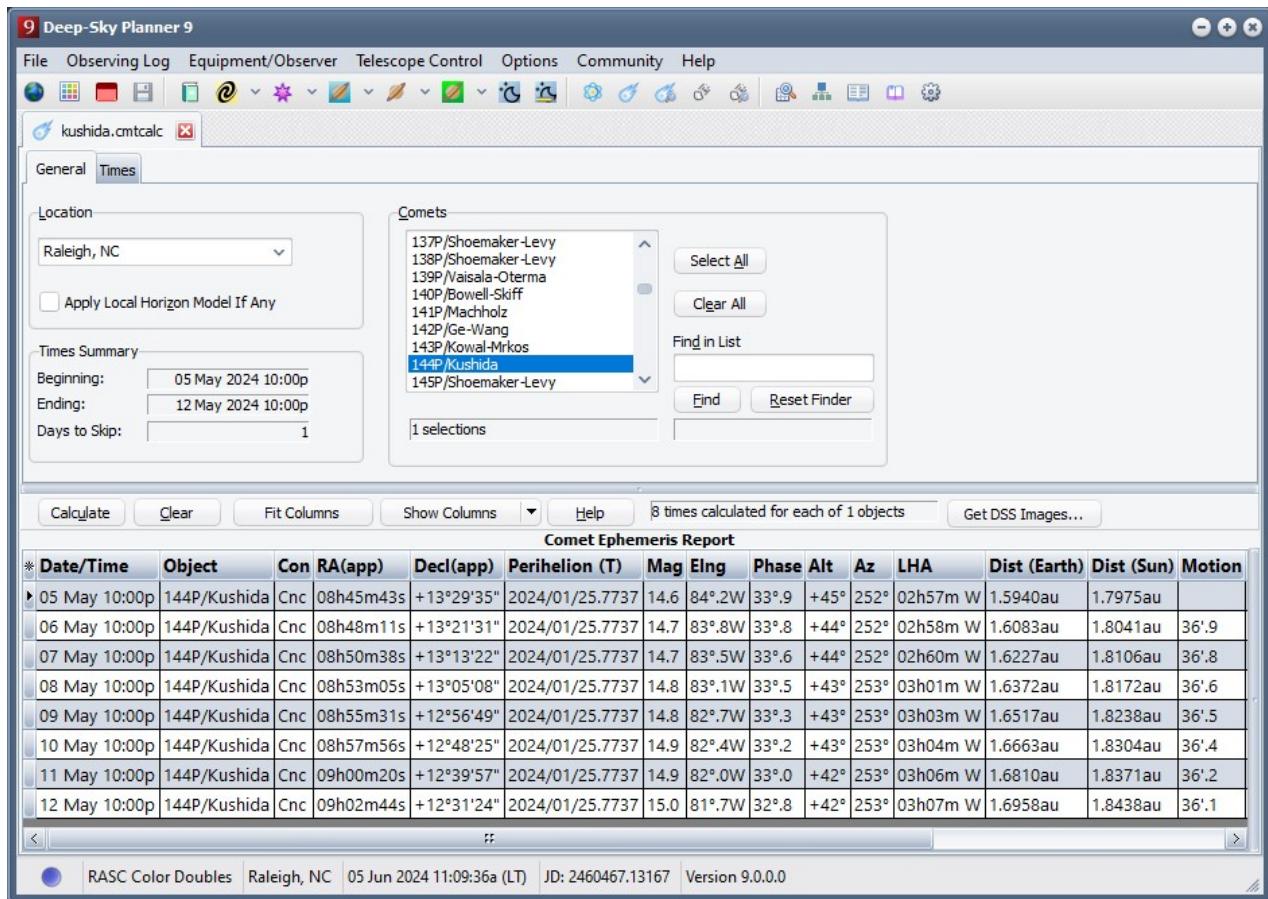 9 Deep-Sky Planner 9
File Observing Log Equipment/Observer Telescope Control Options Community Help
kushida.cmtcalc
General Times
Location
Raleigh, NC
Apply Local Horizon Model If Any
Times Summary
Beginning: 05 May 2024 10:00p
Ending: 12 May 2024 10:00p
Days to Skip: 1
Comets
137P/Shoemaker-Levy
138P/Shoemaker-Levy
139P/Vaisala-Oterma
140P/Bowell-Skiff
141P/Machholz
142P/Ge-Wang
143P/Kowal-Mrkos
144P/Kushida
145P/Shoemaker-Levy
1 selections
Select All
Clear All
Find in List
Find Reset Finder
Calculate Clear Fit Columns Show Columns Help 8 times calculated for each of 1 objects Get DSS Images...
Comet Ephemeris Report
* Date/Time Object Con RA(app) Decl(app) Perihelion (T) Mag Elng Phase Alt Az LHA Dist (Earth) Dist (Sun) Motion
05 May 10:00p 144P/Kushida Cnc 08h45m43s +13°29'35" 2024/01/25.7737 14.6 84°.2W 33°.9 +45° 252° 02h57m W 1.5940au 1.7975au
06 May 10:00p 144P/Kushida Cnc 08h48m11s +13°21'31" 2024/01/25.7737 14.7 83°.8W 33°.8 +44° 252° 02h58m W 1.6083au 1.8041au 36'.9
07 May 10:00p 144P/Kushida Cnc 08h50m38s +13°13'22" 2024/01/25.7737 14.7 83°.5W 33°.6 +44° 252° 02h60m W 1.6227au 1.8106au 36'.8
08 May 10:00p 144P/Kushida Cnc 08h53m05s +13°05'08" 2024/01/25.7737 14.8 83°.1W 33°.5 +43° 253° 03h01m W 1.6372au 1.8172au 36'.6
09 May 10:00p 144P/Kushida Cnc 08h55m31s +12°56'49" 2024/01/25.7737 14.8 82°.7W 33°.3 +43° 253° 03h03m W 1.6517au 1.8238au 36'.5
10 May 10:00p 144P/Kushida Cnc 08h57m56s +12°48'25" 2024/01/25.7737 14.9 82°.4W 33°.2 +43° 253° 03h04m W 1.6663au 1.8304au 36'.4
11 May 10:00p 144P/Kushida Cnc 09h00m20s +12°39'57" 2024/01/25.7737 14.9 82°.0W 33°.0 +42° 253° 03h06m W 1.6810au 1.8371au 36'.2
12 May 10:00p 144P/Kushida Cnc 09h02m44s +12°31'24" 2024/01/25.7737 15.0 81°.7W 32°.8 +42° 253° 03h07m W 1.6958au 1.8438au 36'.1
RASC Color Doubles Raleigh, NC 05 Jun 2024 11:09:36a (LT) JD: 2460467.13167 Version 9.0.0.0